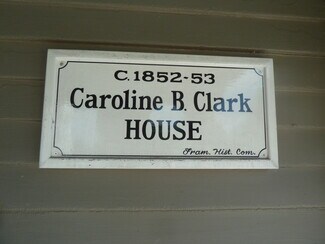 C. 1852-53
Caroline B. Clark
HOUSE
Fram. Hist. Com.